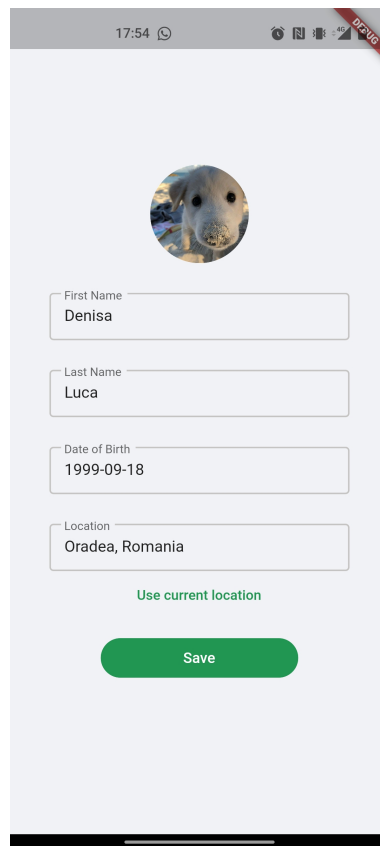 17:54
4G
DEBUG
First Name
Denisa
Last Name
Luca
Date of Birth
1999-09-18
Location
Oradea, Romania
Use current location
Save